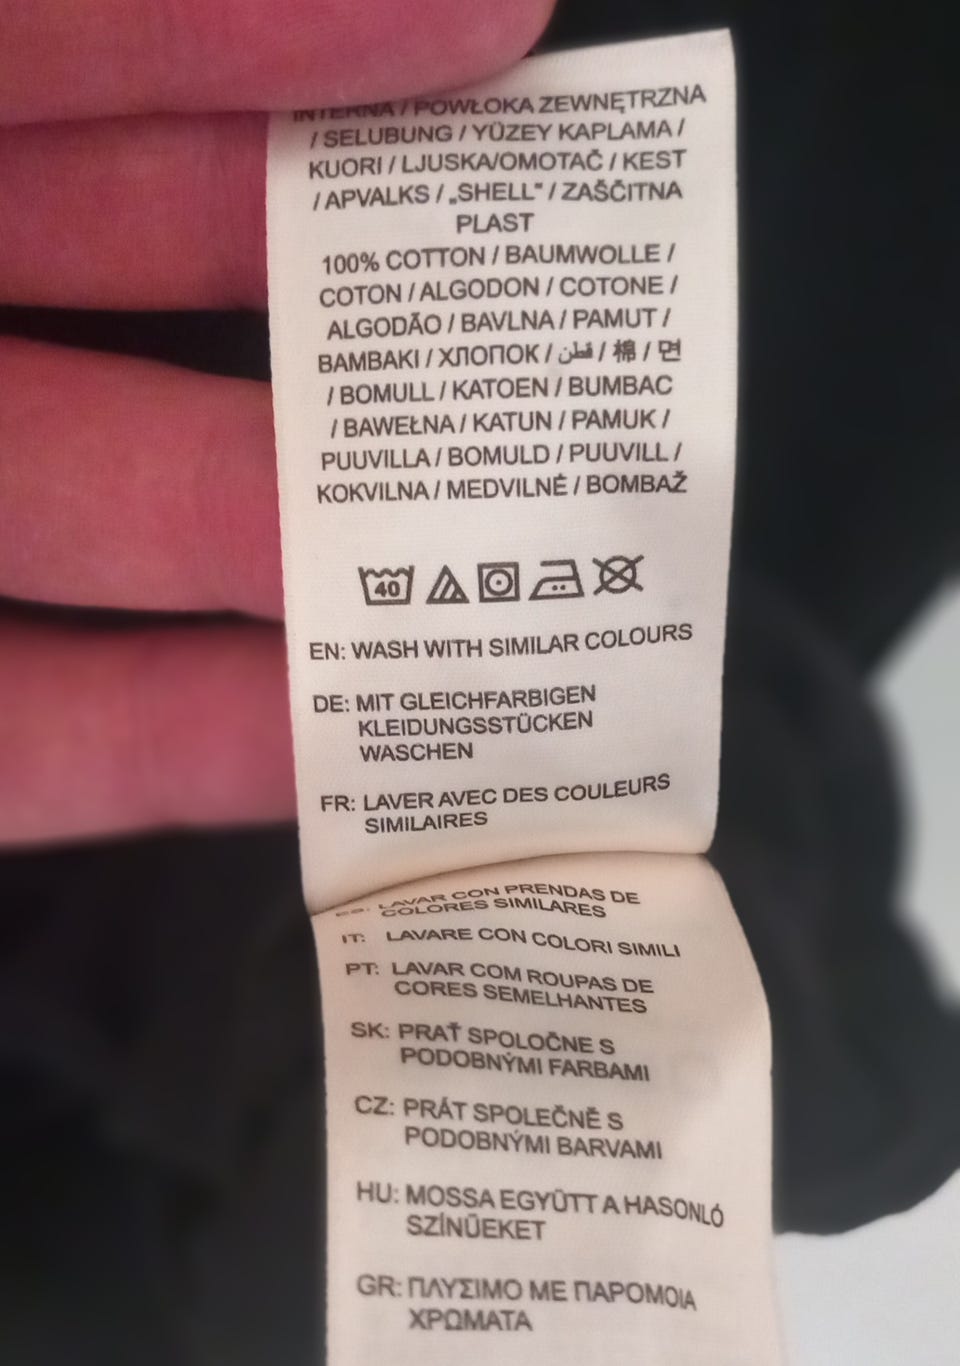 INTERNA / POWŁOKA ZEWNĘTRZNA
/ SELUBUNG / YÜZEY KAPLAMA /
KUORI / LJUSKA/OMOTAČ / KEST
/ APVALKS / „SHELL“ / ZAŠČITNA
PLAST
100% COTTON / BAUMWOLLE /
COTON / ALGODON / COTONE /
ALGODÃO / BAVLNA / PAMUT /
BAMBAKI / ХЛОПОК / قطن / 棉 / 면
/ BOMULL / KATOEN / BUMBAC
/ BAWEŁNA / KATUN / PAMUK /
PUUVILLA / BOMULD / PUUVILL /
KOKVILNA / MEDVILNĖ / BOMBAŽ
40
EN: WASH WITH SIMILAR COLOURS
DE: MIT GLEICHFARBIGEN
KLEIDUNGSSTÜCKEN
WASCHEN
FR: LAVER AVEC DES COULEURS
SIMILAIRES
ES: LAVAR CON PRENDAS DE
COLORES SIMILARES
IT: LAVARE CON COLORI SIMILI
PT: LAVAR COM ROUPAS DE
CORES SEMELHANTES
SK: PRAŤ SPOLOČNE S
PODOBNÝMI FARBAMI
CZ: PRÁT SPOLEČNĚ S
PODOBNÝMI BARVAMI
HU: MOSSA EGYÜTT A HASONLÓ
SZÍNŰEKET
GR: ΠΛΥΣΙΜΟ ΜΕ ΠΑΡΟΜΟΙΑ
ΧΡΩΜΑΤΑ